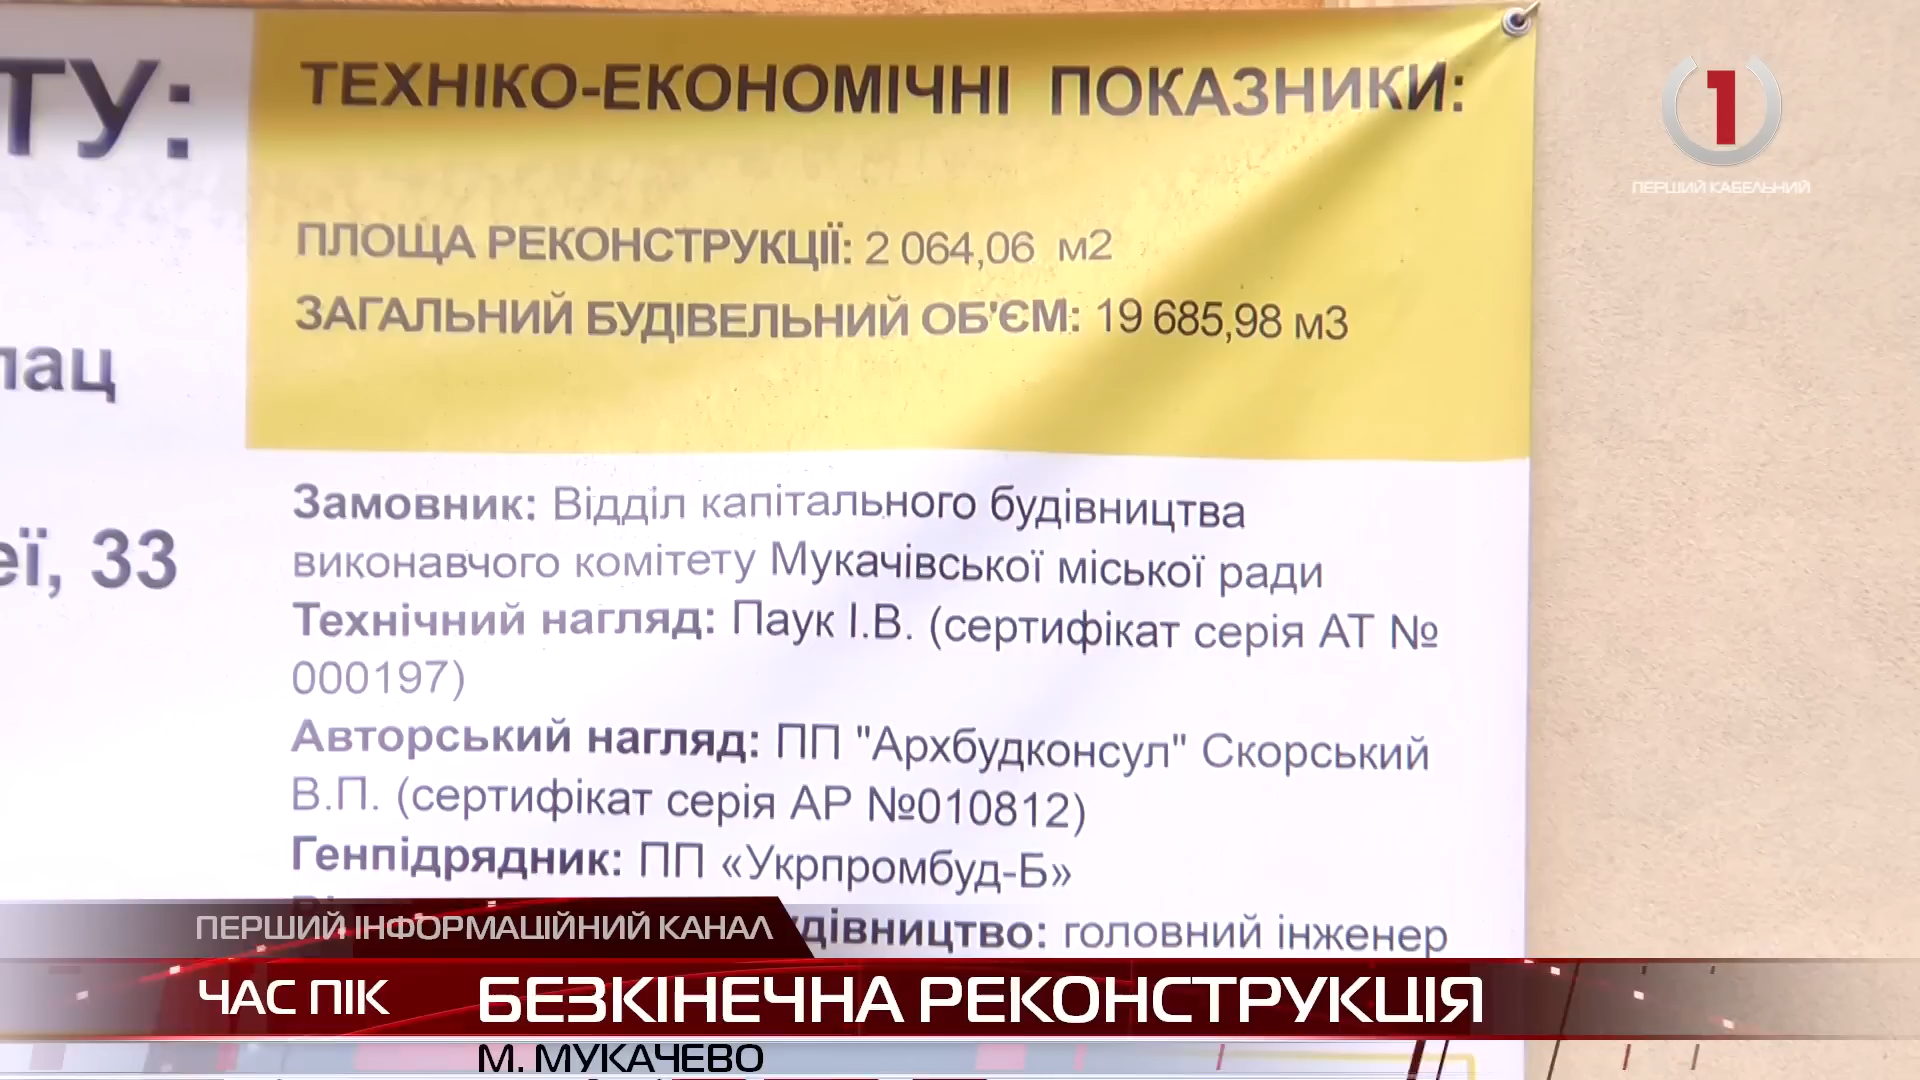 ТУ:
лац
еї, 33
ТЕХНІКО-ЕКОНОМІЧНІ ПОКАЗНИКИ:
ПЛОЩА РЕКОНСТРУКЦІЇ: 2 064,06 м2
ЗАГАЛЬНИЙ БУДІВЕЛЬНИЙ ОБ'ЄМ: 19 685,98 м3
Замовник: Відділ капітального будівництва
виконавчого комітету Мукачівської міської ради
Технічний нагляд: Паук І.В. (сертифікат серія АТ №
000197)
Авторський нагляд: ПП "Архбудконсул" Скорський
В.П. (сертифікат серія АР №010812)
Генпідрядник: ПП «Укрпромбуд-Б»
удівництво: головний інженер
1
ПЕРШИЙ КАБЕЛЬНИЙ
ПЕРШИЙ ІНФОРМАЦІЙНИЙ КАНАЛ
ЧАС ПІК
БЕЗКІНЕЧНА РЕКОНСТРУКЦІЯ
М. МУКАЧЕВО